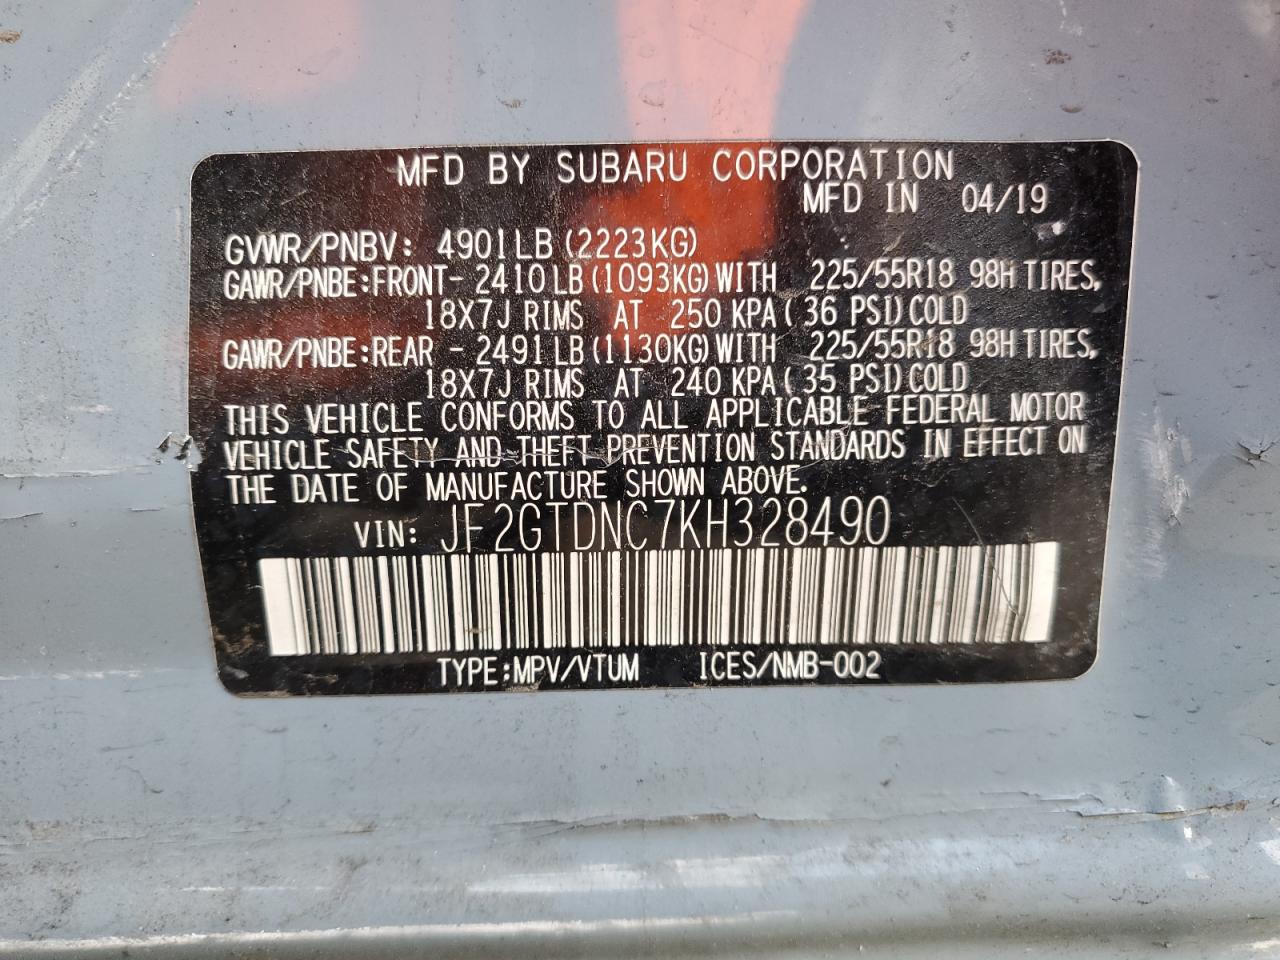 MFD BY SUBARU CORPORATION
MFD IN 04/19
GVWR/PNBV: 4901LB(2223KG)
GAWR/PNBE:FRONT-2410LB(1093KG)WITH 225/55R18 98H TIRES,
18X7J RIMS AT 250 KPA(36 PSI)COLD
GAWR/PNBE:REAR -2491LB(1130KG)WITH 225/55R18 98H TIRES,
18X7J RIMS AT 240 KPA(35 PSI)COLD
THIS VEHICLE CONFORMS TO ALL APPLICABLE FEDERAL MOTOR
VEHICLE SAFETY AND THEFT PREVENTION STANDARDS IN EFFECT ON
THE DATE OF MANUFACTURE SHOWN ABOVE.
VIN: JF2GTDNC7KH328490
TYPE:MPV/VTUM ICES/NMB-002